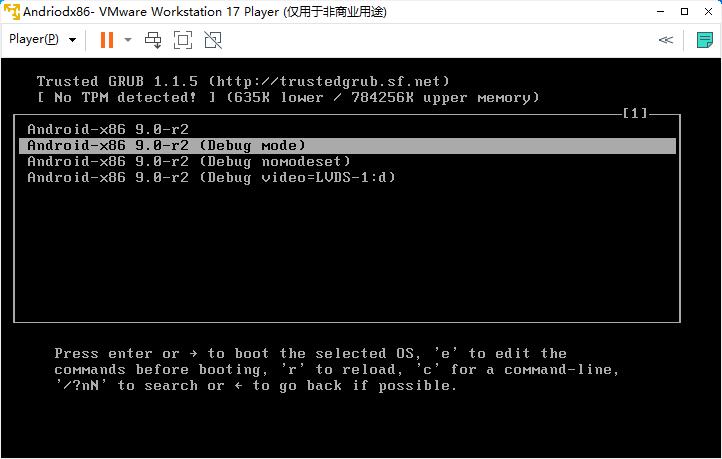 Andriodx86- VMware Workstation 17 Player (仅用于非商业用途)
Player(P)
Trusted GRUB 1.1.5 (http://trustedgrub.sf.net)
[ No TPM detected! ] (635K lower / 784256K upper memory)
[1]
Android-x86 9.0-r2
Android-x86 9.0-r2 (Debug mode)
Android-x86 9.0-r2 (Debug nomodeset)
Android-x86 9.0-r2 (Debug video=LVDS-1:d)
Press enter or → to boot the selected OS, 'e' to edit the
commands before booting, 'r' to reload, 'c' for a command-line,
'/?nN' to search or ← to go back if possible.